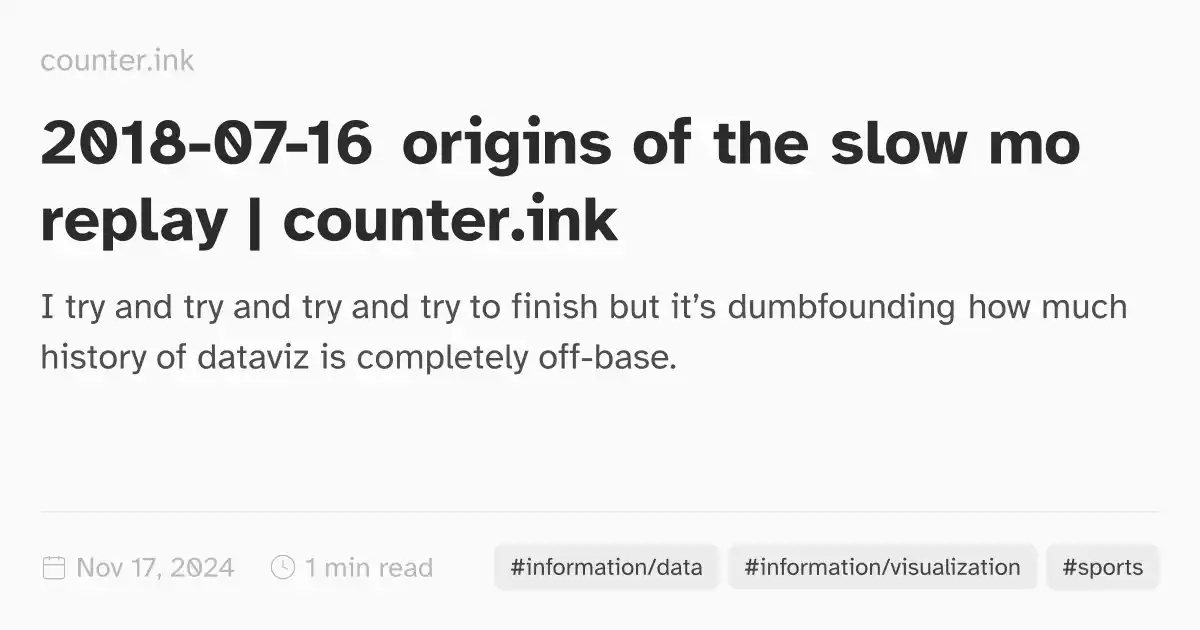 counter.ink
2018-07-16 origins of the slow mo
replay | counter.ink
I try and try and try and try to finish but it’s dumbfounding how much
history of dataviz is completely off-base.
Nov 17, 2024 1 min read #information/data #information/visualization #sports